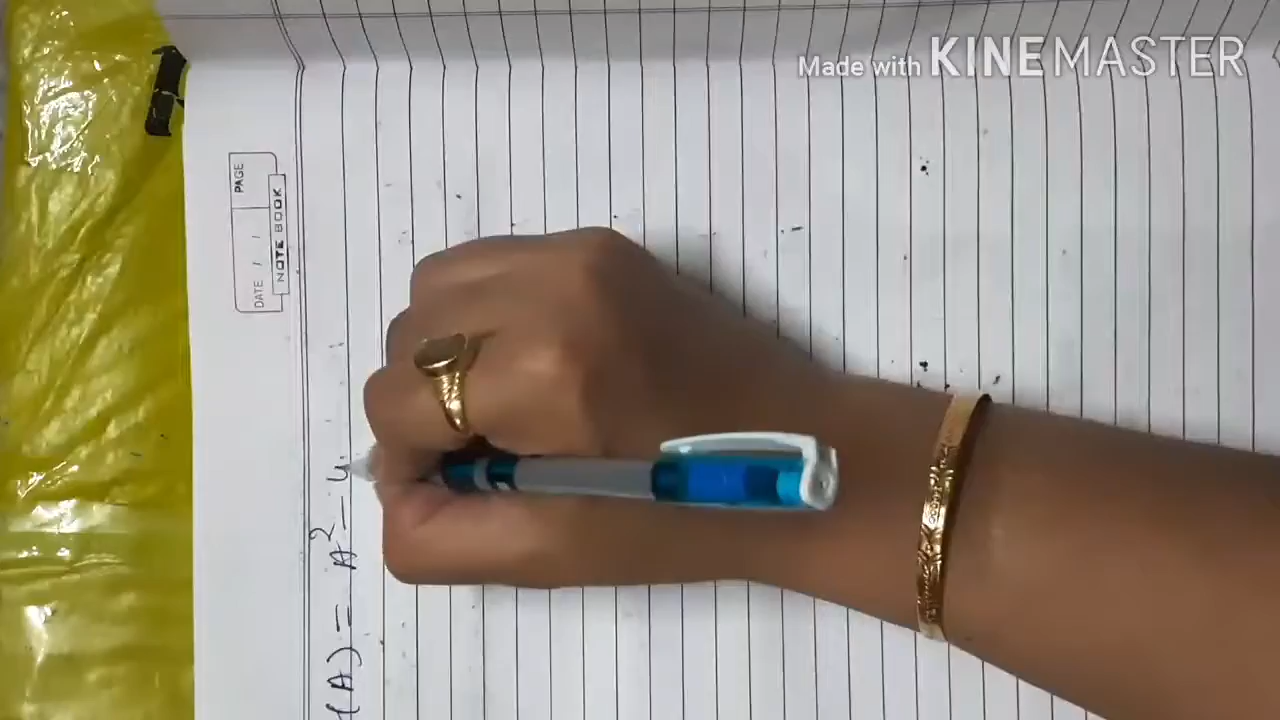 Made with KINEMASTER
PAGE
DATE / /
NOTE BOOK
(A) = A² - 4